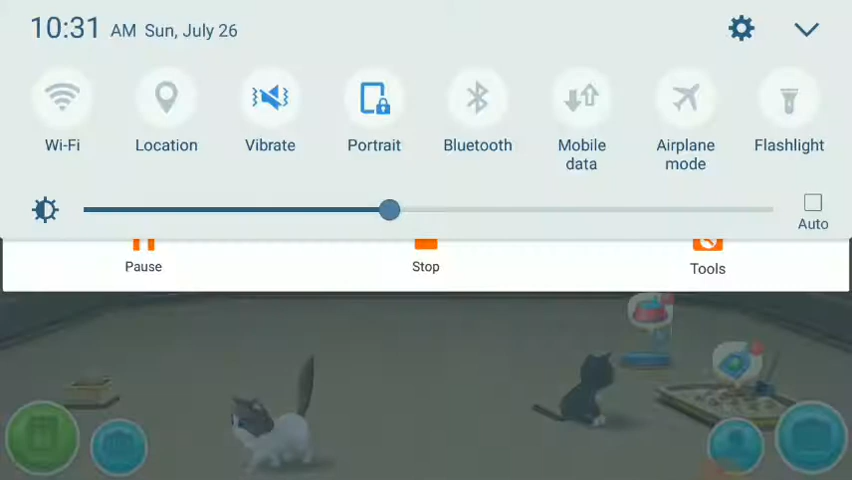 10:31 AM Sun, July 26
Wi-Fi
Location
Vibrate
Portrait
Bluetooth
Mobile
data
Airplane
mode
Flashlight
Auto
Pause
Stop
Tools